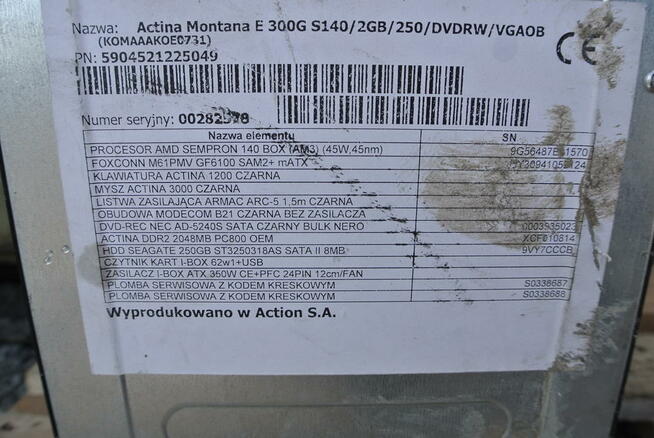 Nazwa: Actina Montana E 300G S140/2GB/250/DVDRW/VGAOB
(KOMAAAKOE0731)
PN: 5904521225049
CE
Numer seryjny:
Nazwa elementu SN
PROCESOR AMD SEMPRON 140 BOX (AM3) (45W,45nm)
FOXCONN M61PMV GF6100 SAM2+ mATX
KLAWIATURA ACTINA 1200 CZARNA
MYSZ ACTINA 3000 CZARNA
LISTWA ZASILAJĄCA ARMAC ARC-5 1,5m CZARNA
OBUDOWA MODECOM B21 CZARNA BEZ ZASILACZA
DVD-REC NEC AD-5240S SATA CZARNY BULK NERO 0003935023
ACTINA DDR2 2048MB PC800 OEM XCF010814
HDD SEAGATE 250GB ST3250318AS SATA II 8MB 9VY7CCCB
CZYTNIK KART I-BOX 62w1+USB
ZASILACZ I-BOX ATX 350W CE+PFC 24PIN 12cm/FAN
PLOMBA SERWISOWA Z KODEM KRESKOWYM S0338687
PLOMBA SERWISOWA Z KODEM KRESKOWYM S0338688
Wyprodukowano w Action S.A.